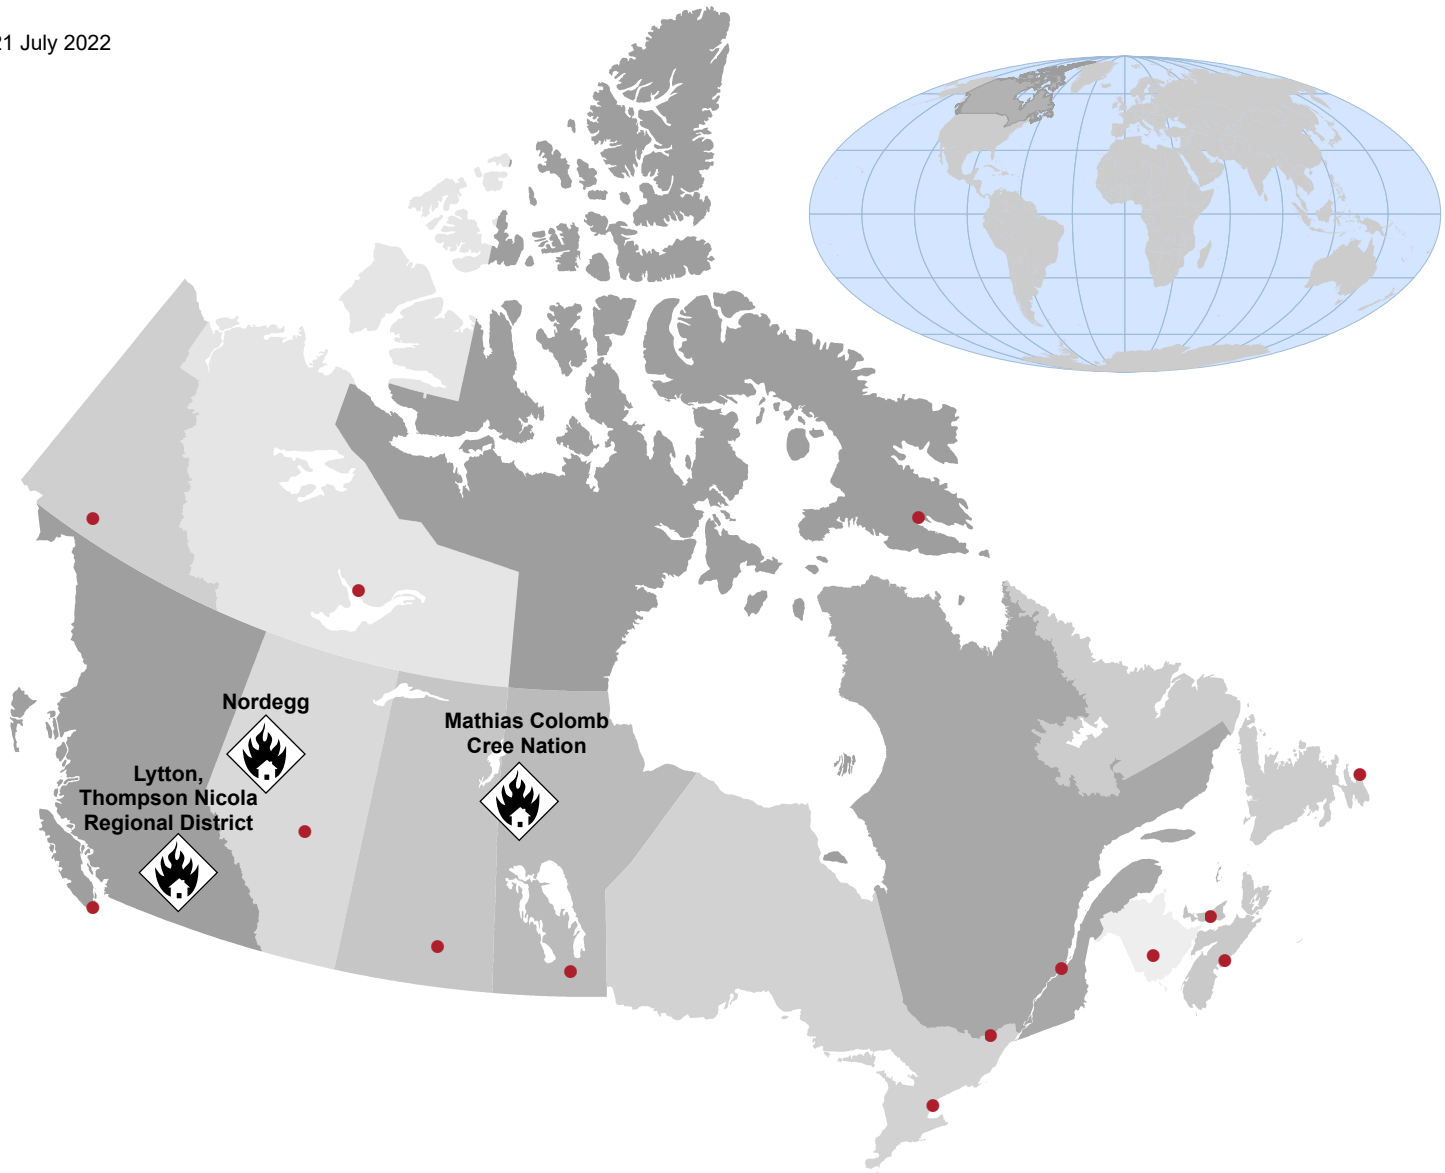 21 July 2022
Nordegg
Mathias Colomb
Cree Nation
Lytton,
Thompson Nicola
Regional District